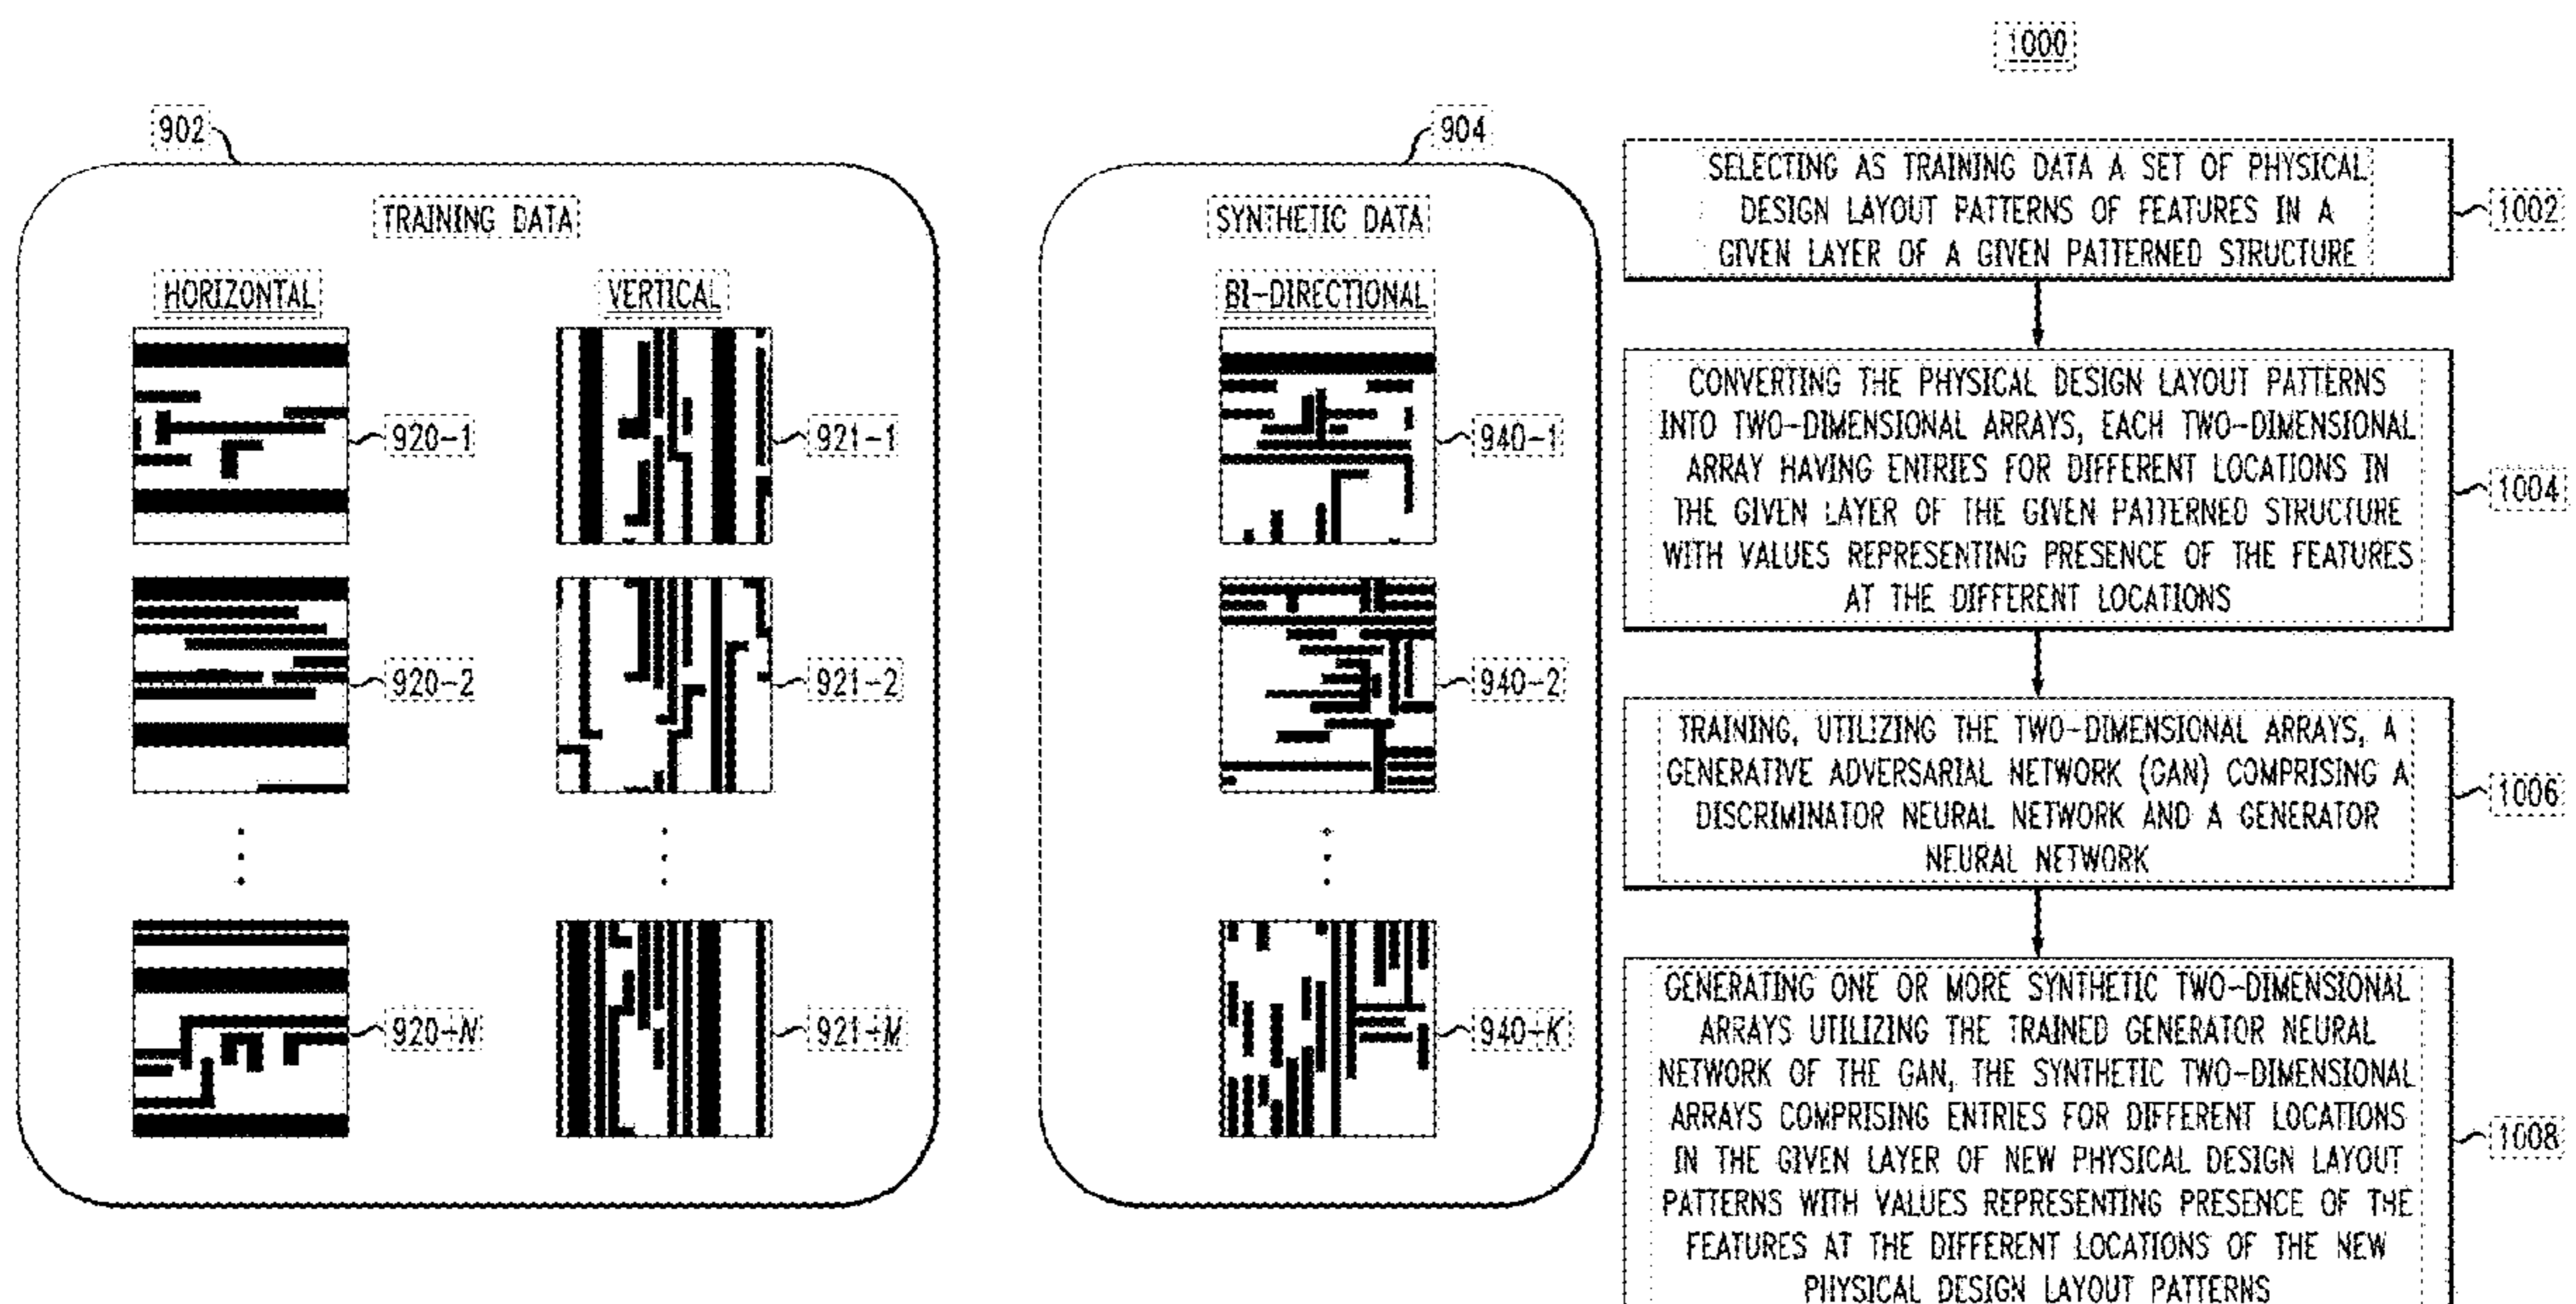 1000
902
TRAINING DATA
HORIZONTAL
VERTICAL
920-1
921-1
920-2
921-2
920-N
921-M
904
SYNTHETIC DATA
BI-DIRECTIONAL
940-1
940-2
940-K
SELECTING AS TRAINING DATA A SET OF PHYSICAL
DESIGN LAYOUT PATTERNS OF FEATURES IN A
GIVEN LAYER OF A GIVEN PATTERNED STRUCTURE
1002
CONVERTING THE PHYSICAL DESIGN LAYOUT PATTERNS
INTO TWO-DIMENSIONAL ARRAYS, EACH TWO-DIMENSIONAL
ARRAY HAVING ENTRIES FOR DIFFERENT LOCATIONS IN
THE GIVEN LAYER OF THE GIVEN PATTERNED STRUCTURE
WITH VALUES REPRESENTING PRESENCE OF THE FEATURES
AT THE DIFFERENT LOCATIONS
1004
TRAINING, UTILIZING THE TWO-DIMENSIONAL ARRAYS, A
GENERATIVE ADVERSARIAL NETWORK (GAN) COMPRISING A
DISCRIMINATOR NEURAL NETWORK AND A GENERATOR
NEURAL NETWORK
1006
GENERATING ONE OR MORE SYNTHETIC TWO-DIMENSIONAL
ARRAYS UTILIZING THE TRAINED GENERATOR NEURAL
NETWORK OF THE GAN, THE SYNTHETIC TWO-DIMENSIONAL
ARRAYS COMPRISING ENTRIES FOR DIFFERENT LOCATIONS
IN THE GIVEN LAYER OF NEW PHYSICAL DESIGN LAYOUT
PATTERNS WITH VALUES REPRESENTING PRESENCE OF THE
FEATURES AT THE DIFFERENT LOCATIONS OF THE NEW
PHYSICAL DESIGN LAYOUT PATTERNS
1008